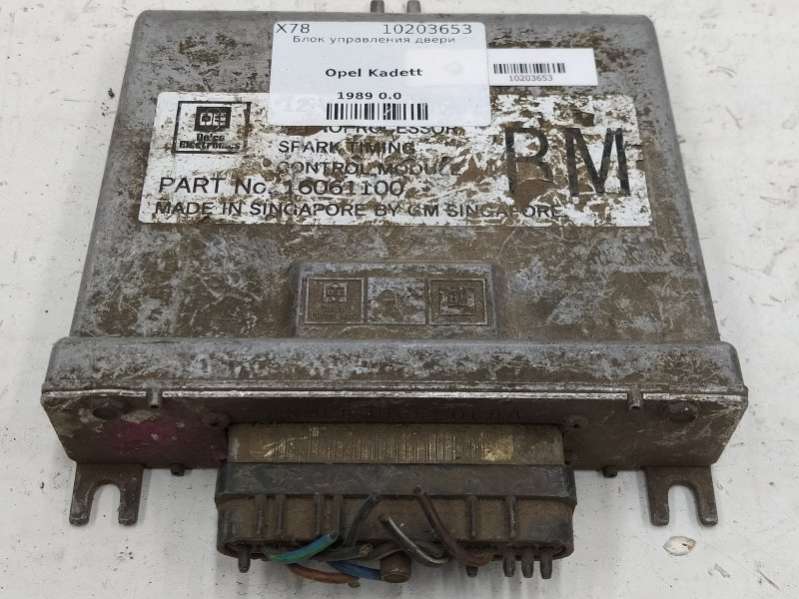 X78 10203653
Блок управления двери
Opel Kadett
1989 0.0
10203653
Delco
Electronics
SPARK TIMING
CONTROL MODULE
RM
PART No. 16061100
MADE IN SINGAPORE BY GM SINGAPORE